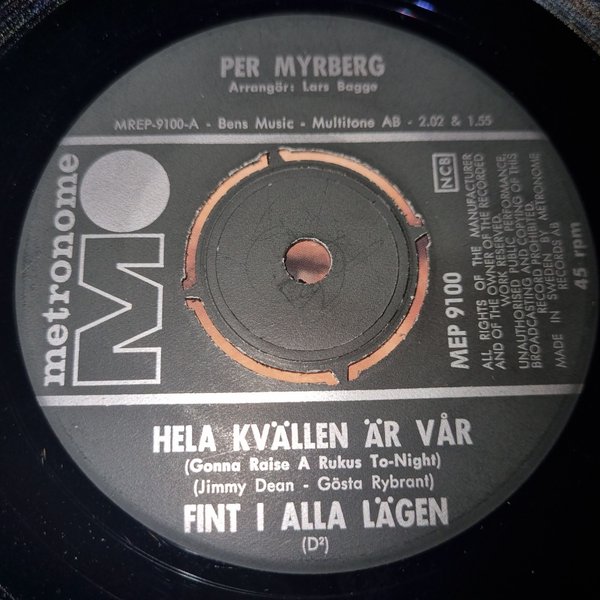 PER MYRBERG
Arrangör: Lars Bagge
MREP-9100-A - Bens Music - Multitone AB - 2.02 & 1.55
metronome
M
NCB
MEP 9100
ALL RIGHTS OF THE MANUFACTURER
AND OF THE OWNER OF THE RECORDED
WORK RESERVED.
UNAUTHORISED PUBLIC PERFORMANCE,
BROADCASTING AND COPYING OF THIS
RECORD PROHIBITED.
MADE IN SWEDEN BY METRONOME
RECORDS AB
45 rpm
HELA KVÄLLEN ÄR VÅR
(Gonna Raise A Rukus To-Night)
(Jimmy Dean - Gösta Rybrant)
FINT I ALLA LÄGEN
(D²)